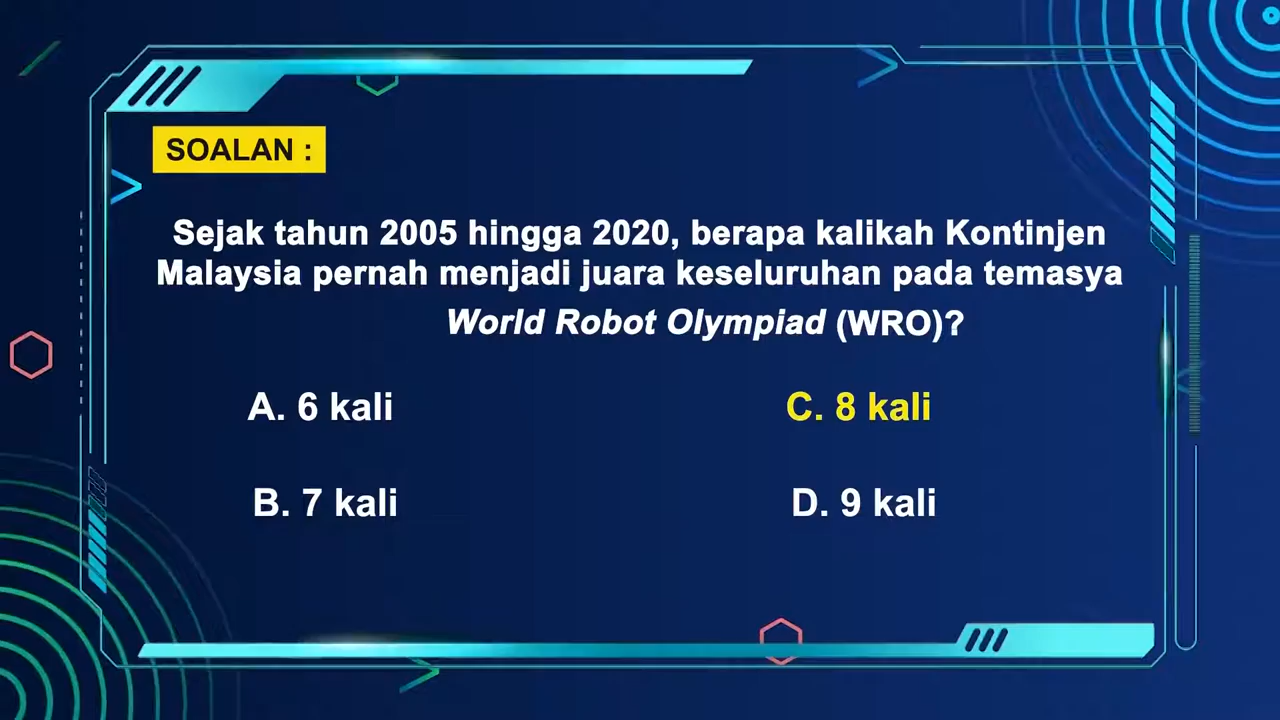 SOALAN :
Sejak tahun 2005 hingga 2020, berapa kalikah Kontinjen
Malaysia pernah menjadi juara keseluruhan pada temasya
World Robot Olympiad (WRO)?
A. 6 kali
C. 8 kali
B. 7 kali
D. 9 kali